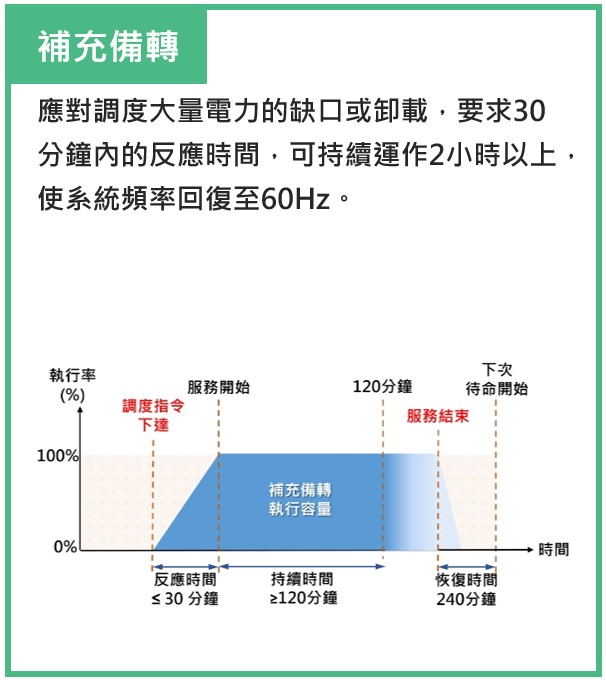 補充備轉
應對調度大量電力的缺口或卸載，要求30
分鐘內的反應時間，可持續運作2小時以上，
使系統頻率回復至60Hz。
執行率
(%)
調度指令
下達
服務開始
120分鐘
服務結束
下次
待命開始
100%
補充備轉
執行容量
0%
時間
反應時間
≤ 30 分鐘
持續時間
≥120分鐘
恢復時間
240分鐘